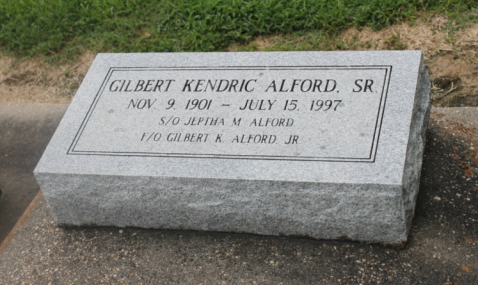 GILBERT KENDRIC ALFORD, SR.
NOV. 9, 1901 – JULY 15, 1997
S/O JEPTHA M. ALFORD
F/O GILBERT K. ALFORD, JR.